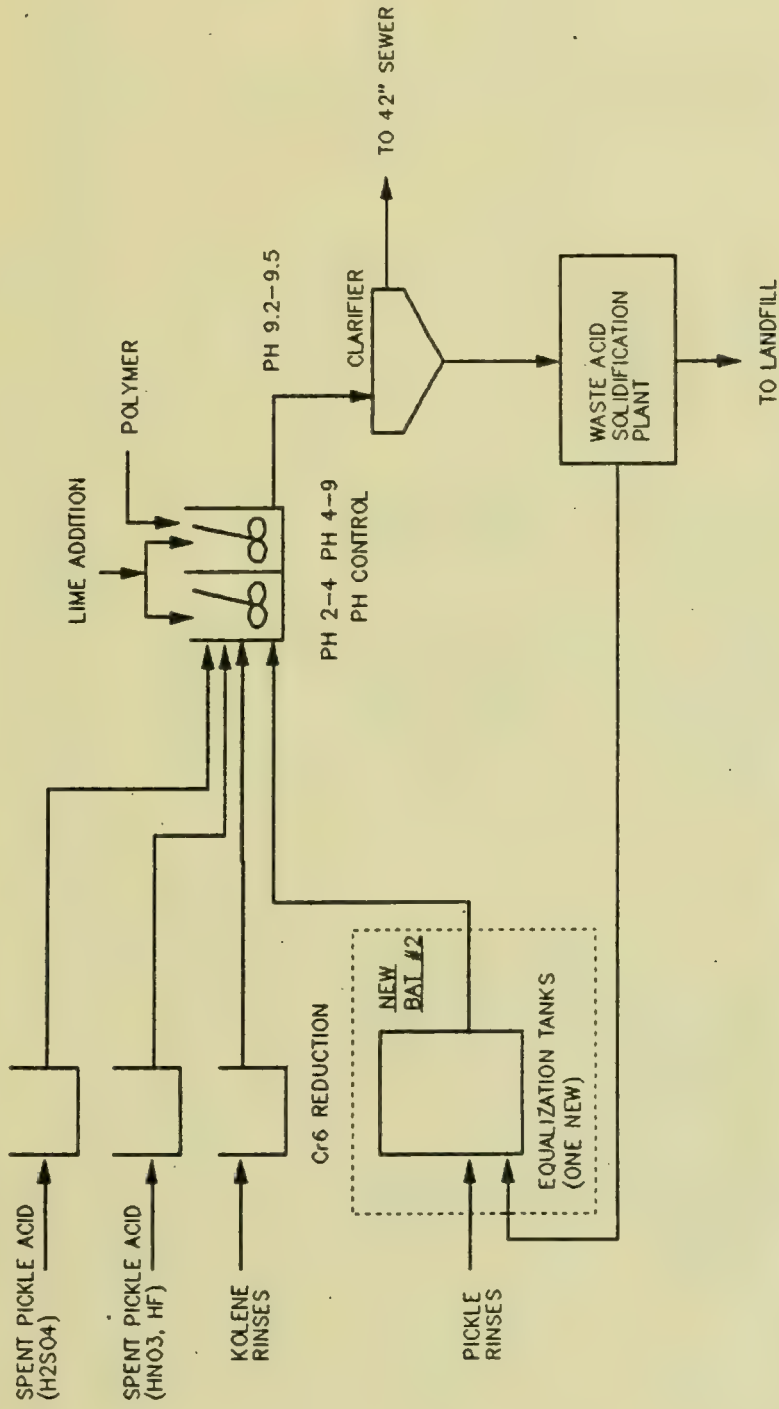 SPENT PICKLE ACID
(H2SO4)
SPENT PICKLE ACID
(HNO3, HF)
KOLENE
RINSES
Cr6 REDUCTION
PICKLE
RINSES
NEW
BAT #2
EQUALIZATION TANKS
(ONE NEW)
LIME ADDITION
POLYMER
PH 2-4 PH 4-9
PH CONTROL
PH 9.2-9.5
CLARIFIER
TO 42" SEWER
WASTE ACID
SOLIDIFICATION
PLANT
TO LANDFILL